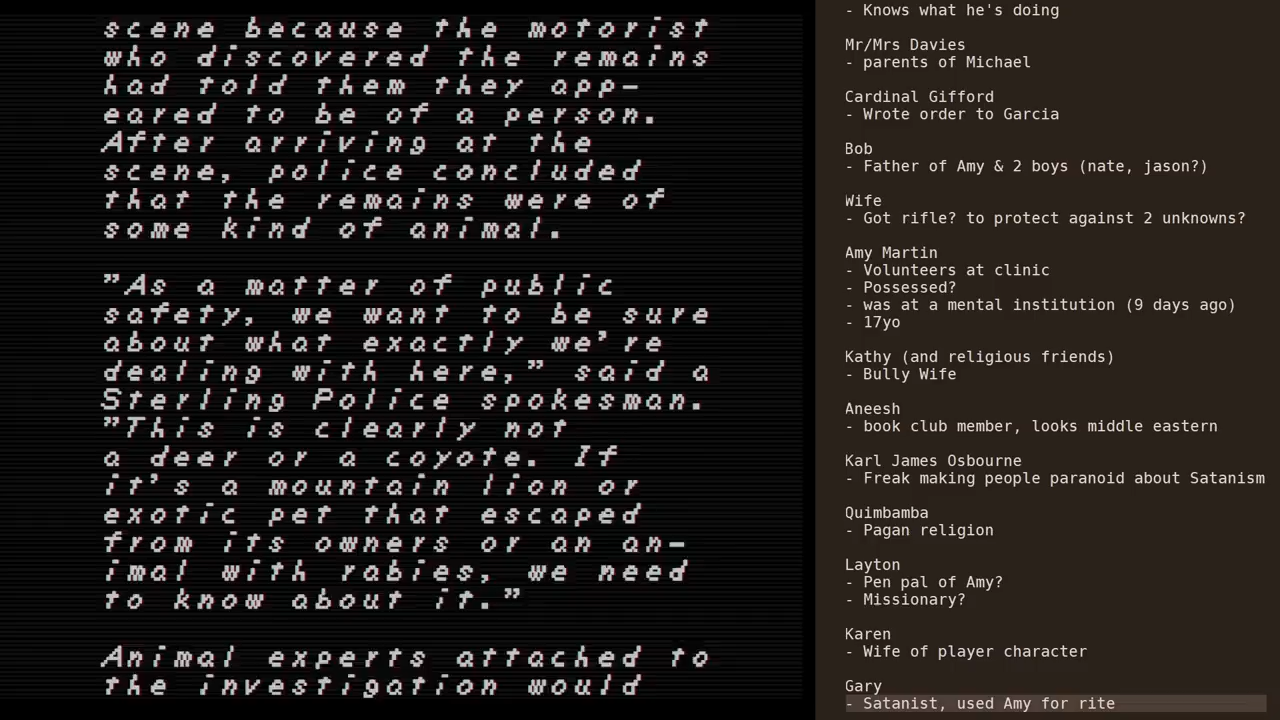 scene because the motorist
who discovered the remains
had told them they app-
eared to be of a person.
After arriving at the
scene, police concluded
that the remains were of
some kind of animal.
"As a matter of public
safety, we want to be sure
about what exactly we're
dealing with here," said a
Sterling Police spokesman.
"This is clearly not
a deer or a coyote. If
it's a mountain lion or
exotic pet that escaped
from its owners or an an-
imal with rabies, we need
to know about it."
Animal experts attached to
the investigation would
- Knows what he's doing
Mr/Mrs Davies
- parents of Michael
Cardinal Gifford
- Wrote order to Garcia
Bob
- Father of Amy & 2 boys (nate, jason?)
Wife
- Got rifle? to protect against 2 unknowns?
Amy Martin
- Volunteers at clinic
- Possessed?
- was at a mental institution (9 days ago)
- 17yo
Kathy (and religious friends)
- Bully Wife
Aneesh
- book club member, looks middle eastern
Karl James Osbourne
- Freak making people paranoid about Satanism
Quimbamba
- Pagan religion
Layton
- Pen pal of Amy?
- Missionary?
Karen
- Wife of player character
Gary
- Satanist, used Amy for rite